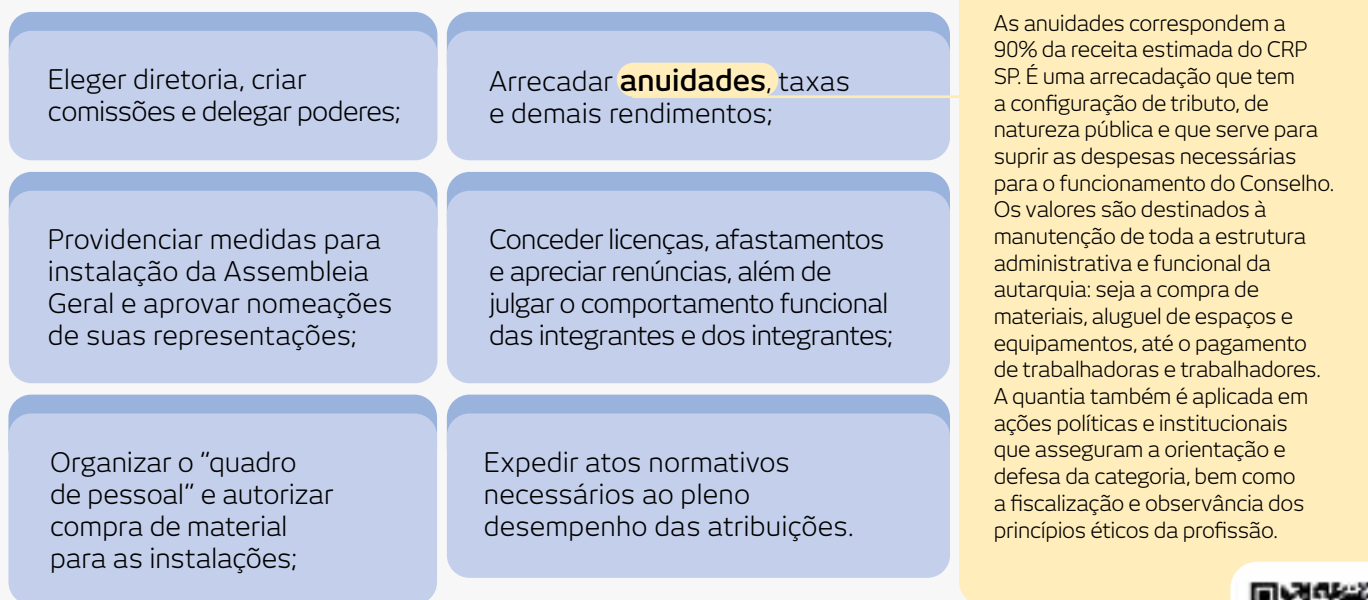 Eleger diretoria, criar
comissões e delegar poderes;
Arrecadar anuidades, taxas
e demais rendimentos;
Providenciar medidas para
instalação da Assembleia
Geral e aprovar nomeações
de suas representações;
Conceder licenças, afastamentos
e apreciar renúncias, além de
julgar o comportamento funcional
das integrantes e dos integrantes;
Organizar o “quadro
de pessoal” e autorizar
compra de material
para as instalações;
Expedir atos normativos
necessários ao pleno
desempenho das atribuições.
As anuidades correspondem a
90% da receita estimada do CRP
SP. É uma arrecadação que tem
a configuração de tributo, de
natureza pública e que serve para
suprir as despesas necessárias
para o funcionamento do Conselho.
Os valores são destinados à
manutenção de toda a estrutura
administrativa e funcional da
autarquia: seja a compra de
materiais, aluguel de espaços e
equipamentos, até o pagamento
de trabalhadoras e trabalhadores.
A quantia também é aplicada em
ações políticas e institucionais
que asseguram a orientação e
defesa da categoria, bem como
a fiscalização e observância dos
princípios éticos da profissão.